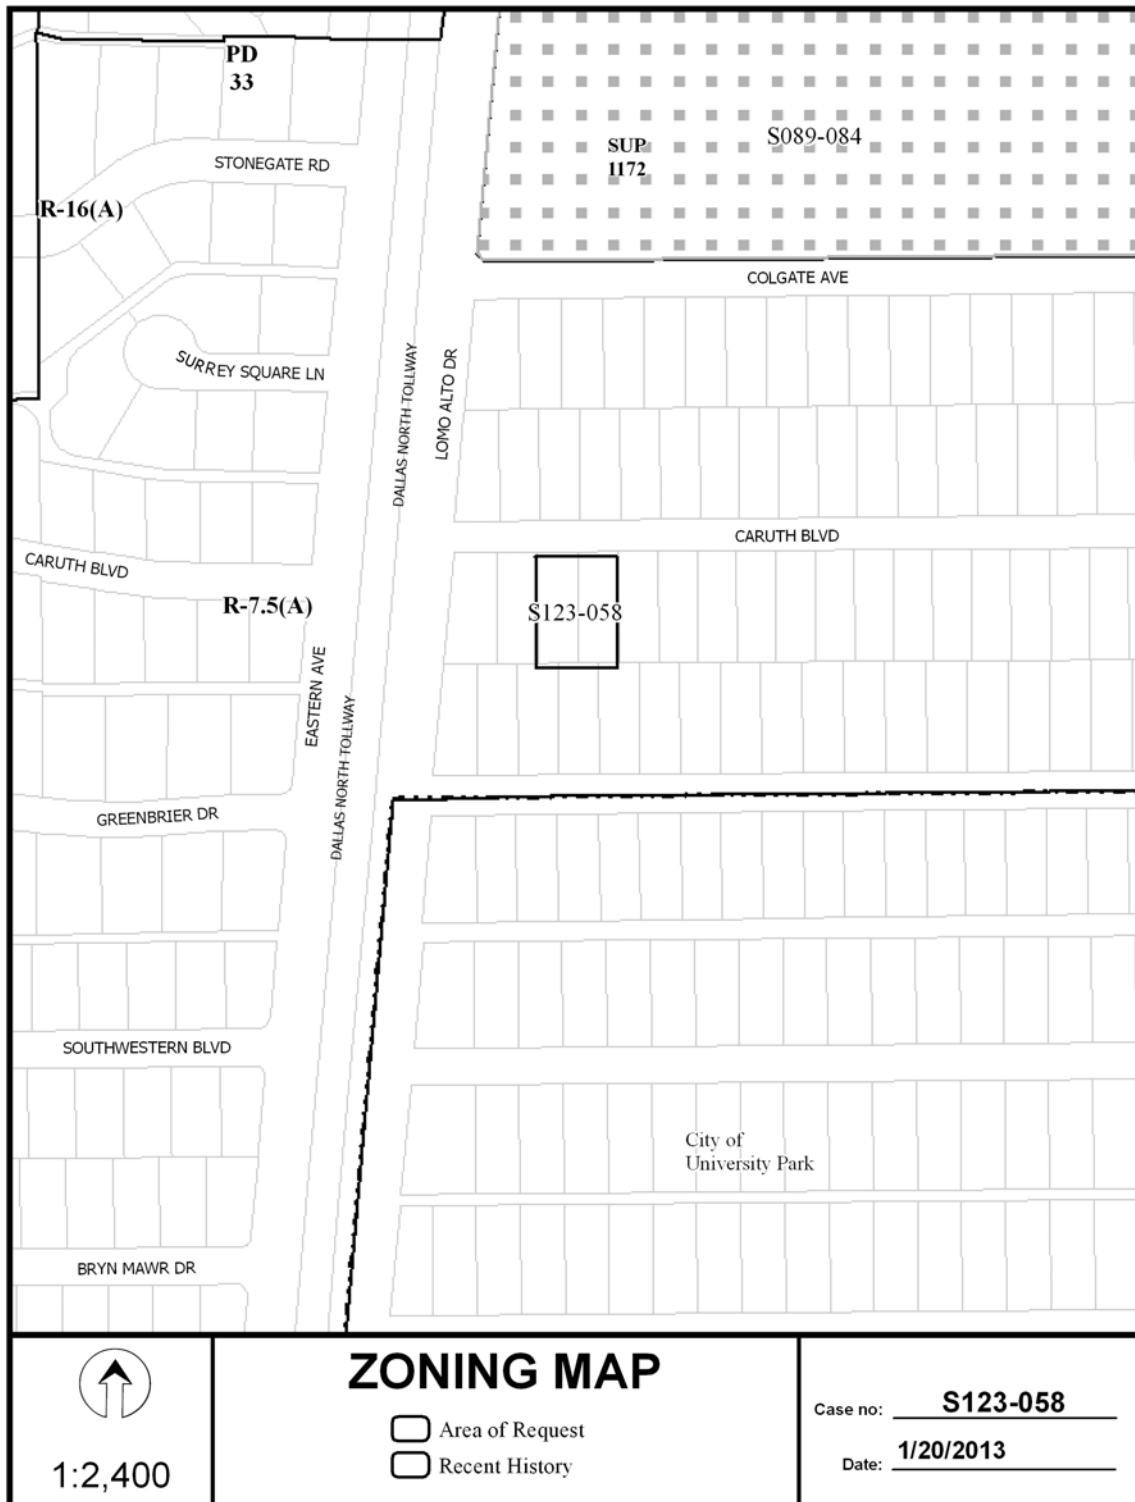 PD
33
STONEGATE RD
SUP
1172
S089-084
R-16(A)
COLGATE AVE
SURREY SQUARE LN
DALLAS NORTH TOLLWAY
LOMO ALTO DR
CARUTH BLVD
CARUTH BLVD
R-7.5(A)
S123-058
EASTERN AVE
DALLAS NORTH TOLLWAY
GREENBRIER DR
SOUTHWESTERN BLVD
City of
University Park
BRYN MAWR DR
1:2,400
ZONING MAP
Area of Request
Recent History
Case no: S123-058
Date: 1/20/2013